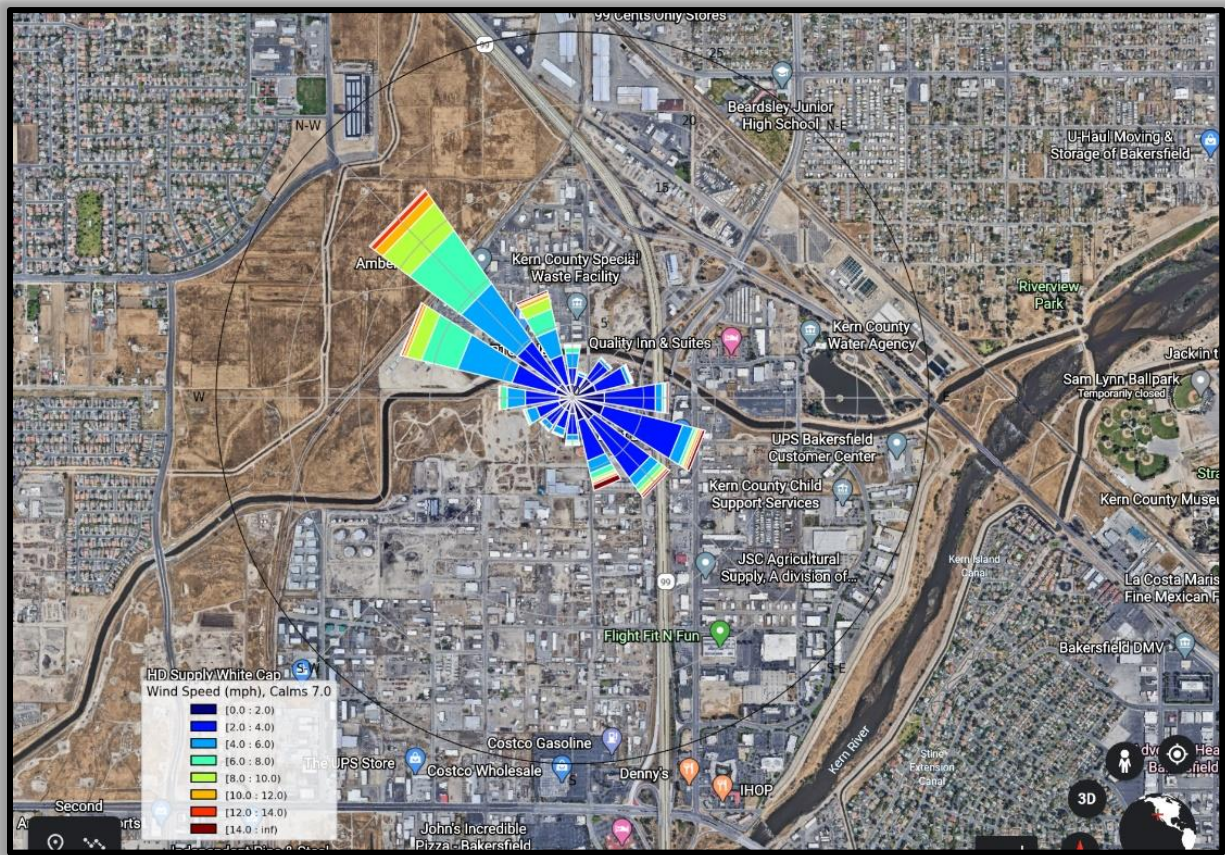 99 Cents Only Stores
99
25
Beardsley Junior
High School
N-E
N-W
20
U-Haul Moving &
Storage of Bakersfield
15
Kern County Special
Waste Facility
Riverview
Park
5
Quality Inn & Suites
Kern County
Water Agency
Jack in t
Sam Lynn Ballpark
Temporarily closed
W
E
UPS Bakersfield
Customer Center
Kern County Child
Support Services
Kern County Museu
Kern Island
Canal
JSC Agricultural
Supply, A division of...
99
La Costa Maris
Fine Mexican F
Flight Fit N Fun
Bakersfield DMV
S-E
HD Supply White Cap
S-W
Wind Speed (mph), Calms 7.0
[0.0 : 2.0)
[2.0 : 4.0)
[4.0 : 6.0)
[6.0 : 8.0)
[8.0 : 10.0)
[10.0 : 12.0)
[12.0 : 14.0)
[14.0 : inf)
Costco Gasoline
The UPS Store
Costco Wholesale
S
Denny's
IHOP
Kern River
Stine
Extension
Canal
Adve
Hea
Bakersfield
3D
Second
John's Incredible
Pizza - Bakersfield